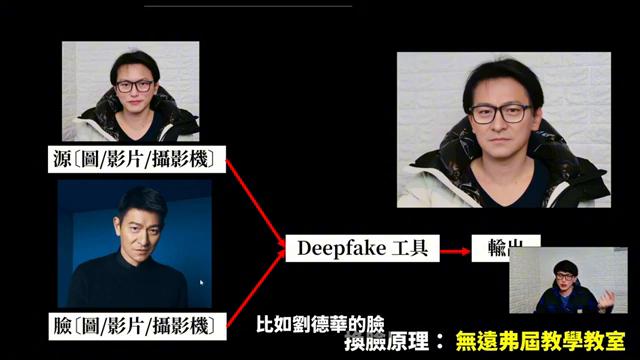 源〔圖/影片/攝影機〕
Deepfake 工具
輸出
臉〔圖/影片/攝影機〕
比如劉德華的臉
換臉原理： 無遠弗屆教學教室